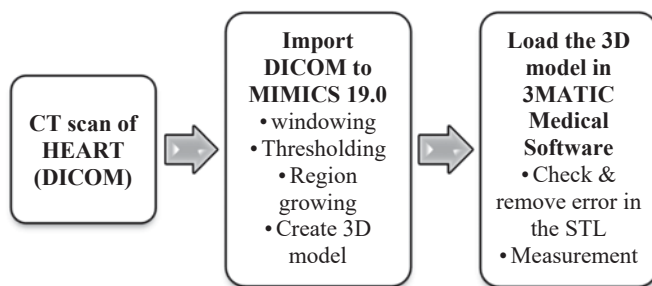 CT scan of
HEART
(DICOM)
Import
DICOM to
MIMICS 19.0
• windowing
• Thresholding
• Region
growing
• Create 3D
model
Load the 3D
model in
3MATIC
Medical
Software
• Check &
remove error in
the STL
• Measurement